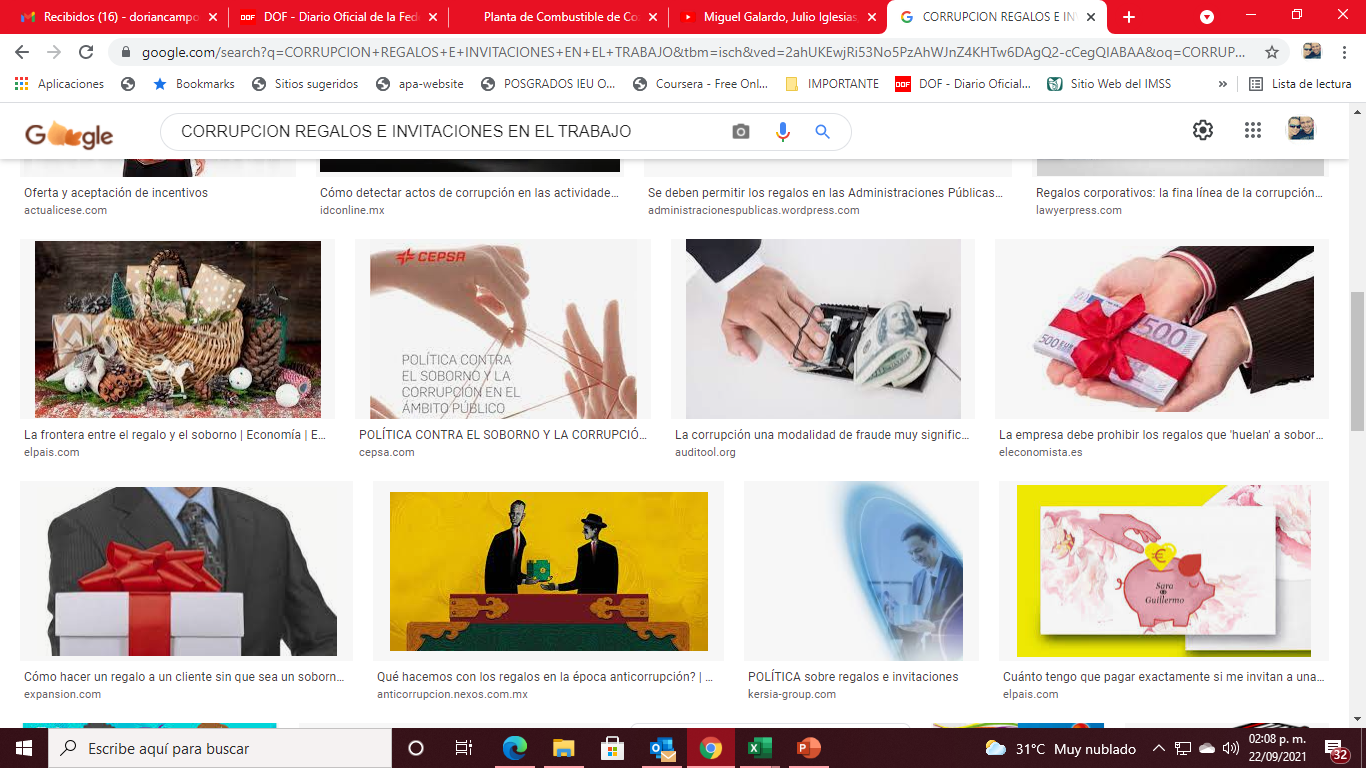 Recibidos (16) - doriancampo
DOF - Diario Oficial de la Fede
Planta de Combustible de Co
Miguel Galardo, Julio Iglesias,
CORRUPCION REGALOS E IN
google.com/search?q=CORRUPCION+REGALOS+E+INVITACIONES+EN+EL+TRABAJO&tbm=isch&ved=2ahUKEwjRi53No5PzAhWJnZ4KHTw6DAgQ2-cCegQIABAA&oq=CORRUP...
Aplicaciones
Bookmarks
Sitios sugeridos
apa-website
POSGRADOS IEU O...
Coursera - Free Onl...
IMPORTANTE
DOF - Diario Oficial...
Sitio Web del IMSS
»
Lista de lectura
Google
CORRUPCION REGALOS E INVITACIONES EN EL TRABAJO
Oferta y aceptación de incentivos
actualicese.com
Cómo detectar actos de corrupción en las actividade...
idconline.mx
Se deben permitir los regalos en las Administraciones Públicas...
administracionespublicas.wordpress.com
Regalos corporativos: la fina línea de la corrupción...
lawyerpress.com
CEPSA
POLÍTICA CONTRA
EL SOBORNO Y LA
CORRUPCIÓN EN EL
ÁMBITO PÚBLICO
500 EURO
500
La frontera entre el regalo y el soborno | Economía | E...
elpais.com
POLÍTICA CONTRA EL SOBORNO Y LA CORRUPCIÓ...
cepsa.com
La corrupción una modalidad de fraude muy signific...
auditool.org
La empresa debe prohibir los regalos que 'huelan' a sobor...
eleconomista.es
€
Sara
Guillermo
Cómo hacer un regalo a un cliente sin que sea un soborn...
expansion.com
Qué hacemos con los regalos en la época anticorrupción? | ...
anticorrupcion.nexos.com.mx
POLÍTICA sobre regalos e invitaciones
kersia-group.com
Cuánto tengo que pagar exactamente si me invitan a una...
elpais.com
Escribe aquí para buscar
31°C Muy nublado
02:08 p. m.
22/09/2021
32